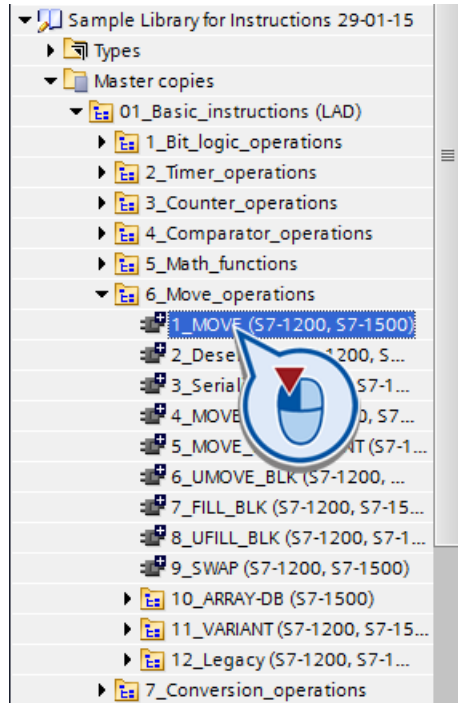 Sample Library for Instructions 29-01-15
Types
Master copies
01_Basic_instructions (LAD)
1_Bit_logic_operations
2_Timer_operations
3_Counter_operations
4_Comparator_operations
5_Math_functions
6_Move_operations
1_MOVE (S7-1200, S7-1500)
2_Dese 1200, S...
3_Serial S7-1...
4_MOVE , S7...
5_MOVE_ NT (S7-1...
6_UMOVE_BLK (S7-1200, ...
7_FILL_BLK (S7-1200, S7-15...
8_UFILL_BLK (S7-1200, S7-1...
9_SWAP (S7-1200, S7-1500)
10_ARRAY-DB (S7-1500)
11_VARIANT (S7-1200, S7-15...
12_Legacy (S7-1200, S7-1...
7_Conversion_operations